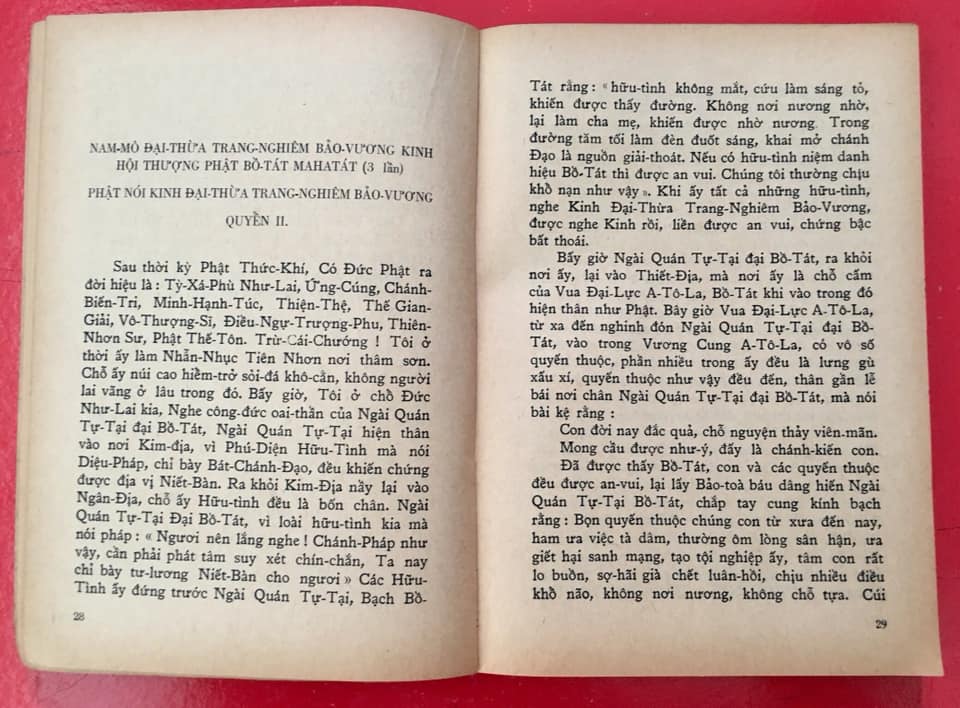 NAM-MÔ ĐẠI-THỪA TRANG-NGHIÊM BẢO-VƯƠNG KINH
HỘI THƯỢNG PHẬT BỒ-TÁT MAHATÁT (3 lần)
PHẬT NÓI KINH ĐẠI-THỪA TRANG-NGHIÊM BẢO-VƯƠNG
QUYỀN II.
Sau thời kỳ Phật Thức-Khí, Có Đức Phật ra
đời hiệu là : Tỳ-Xá-Phù Như-Lai, Ứng-Cúng, Chánh-
Biến-Tri, Minh-Hạnh-Túc, Thiện-Thệ, Thế Gian-
Giải, Vô-Thượng-Sĩ, Điều-Ngự-Trượng-Phu, Thiên-
Nhơn Sư, Phật Thế-Tôn. Trừ-Cái-Chướng ! Tôi ở
thời ấy làm Nhẫn-Nhục Tiên Nhơn nơi thâm sơn.
Chỗ ấy núi cao hiềm-trở sỏi-đá khô-cằn, không người
lai vãng ở lâu trong đó. Bấy giờ, Tôi ở chỗ Đức
Như-Lai kia, Nghe công-đức oai-thần của Ngài Quán
Tự-Tại đại Bồ-Tát, Ngài Quán Tự-Tại hiện thân
vào nơi Kim-địa, vì Phú-Diện Hữu-Tình mà nói
Diệu-Pháp, chỉ bày Bát-Chánh-Đạo, đều khiến chứng
được địa vị Niết-Bàn. Ra khỏi Kim-Địa nầy lại vào
Ngân-Địa, chỗ ấy Hữu-tình đều là bốn chân. Ngài
Quán Tự-Tại Đại Bồ-Tát, vì loài hữu-tình kia mà
nói pháp : « Ngươi nên lắng nghe ! Chánh-Pháp như
vậy, cần phải phát tâm suy xét chín-chắn, Ta nay
chỉ bày tư-lương Niết-Bàn cho ngươi » Các Hữu-
Tình ấy đứng trước Ngài Quán Tự-Tại, Bạch Bồ-
28
Tát rằng : « hữu-tình không mắt, cứu làm sáng tỏ,
khiến được thấy đường. Không nơi nương nhờ,
lại làm cha mẹ, khiến được nhờ nương. Trong
đường tăm tối làm đèn đuốt sáng, khai mở chánh
Đạo là nguồn giải-thoát. Nếu có hữu-tình niệm danh
hiệu Bồ-Tát thì được an vui. Chúng tôi thường chịu
khổ nạn như vậy ». Khi ấy tất cả những hữu-tình,
nghe Kinh Đại-Thừa Trang-Nghiêm Bảo-Vương,
được nghe Kinh rồi, liền được an vui, chứng bậc
bất thoái.
Bấy giờ Ngài Quán Tự-Tại đại Bồ-Tát, ra khỏi
nơi ấy, lại vào Thiết-Địa, mà nơi ấy là chỗ cấm
của Vua Đại-Lực A-Tô-La, Bồ-Tát khi vào trong đó
hiện thân như Phật. Bây giờ Vua Đại-Lực A-Tô-La,
từ xa đến nghinh đón Ngài Quán Tự-Tại đại Bồ-
Tát, vào trong Vương Cung A-Tô-La, có vô số
quyến thuộc, phần nhiều trong ấy đều là lưng gù
xấu xí, quyến thuộc như vậy đều đến, thân gần lễ
bái nơi chân Ngài Quán Tự-Tại đại Bồ-Tát, mà nói
bài kệ rằng :
Con đời nay đắc quả, chỗ nguyện thảy viên-mãn.
Mong cầu được như-ý, đấy là chánh-kiến con.
Đã được thấy Bồ-Tát, con và các quyến thuộc
đều được an-vui, lại lấy Bảo-toà báu dâng hiến Ngài
Quán Tự-Tại Bồ-Tát, chắp tay cung kính bạch
rằng : Bọn quyến thuộc chúng con từ xưa đến nay,
ham ưa việc tà dâm, thường ôm lòng sân hận, ưa
giết hại sanh mạng, tạo tội nghiệp ấy, tâm con rất
lo buồn, sợ-hãi già chết luân-hồi, chịu nhiều điều
khổ não, không nơi nương, không chỗ tựa. Cúi
29